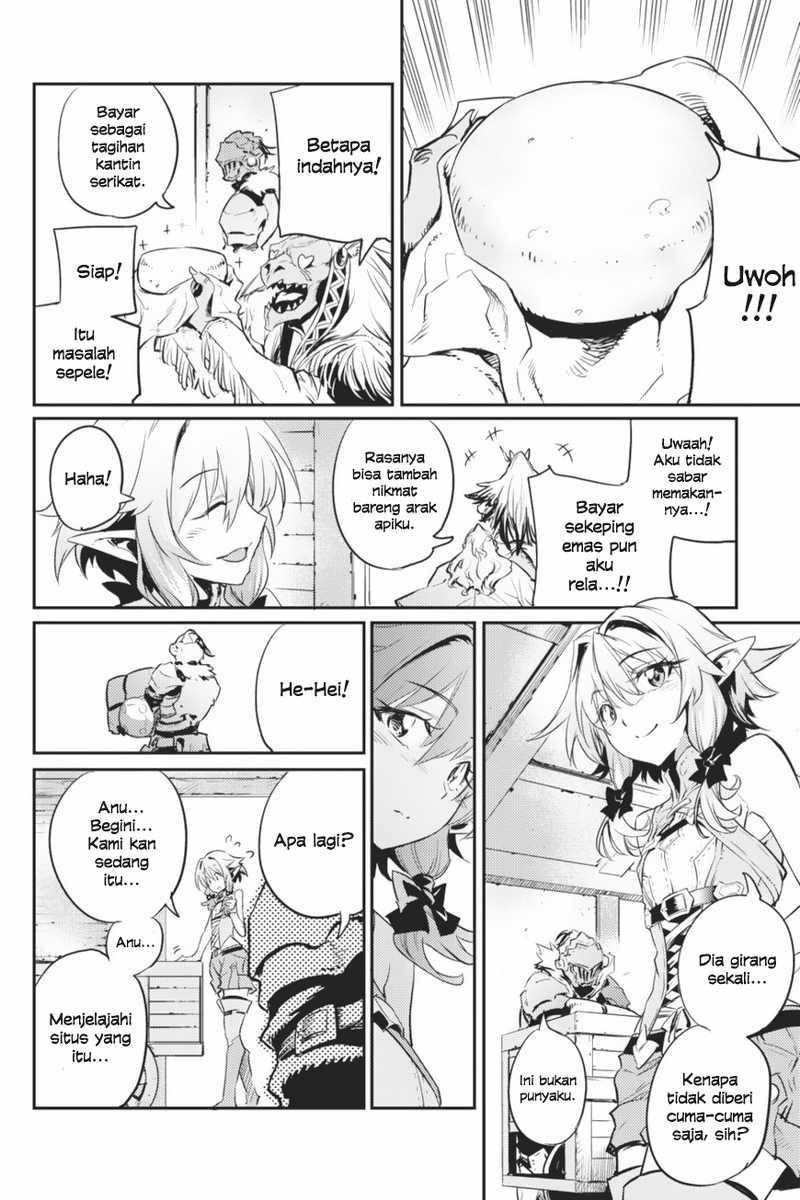 Uwoh
!!!
Betapa
indahnya!
Bayar
sebagai
tagihan
kantin
serikat.
Siap!
Itu
masalah
sepele!
Uwaah!
Aku tidak
sabar
memakan-
nya...!
Bayar
sekeping
emas pun
aku
rela...!!
Rasanya
bisa tambah
nikmat
bareng arak
apiku.
Haha!
Dia girang
sekali...
Kenapa
tidak diberi
cuma-cuma
saja, sih?
Ini bukan
punyaku.
He-Hei!
Apa lagi?
Anu...
Begini...
Kami kan
sedang
itu...
Anu...
Menjelajahi
situs yang
itu...